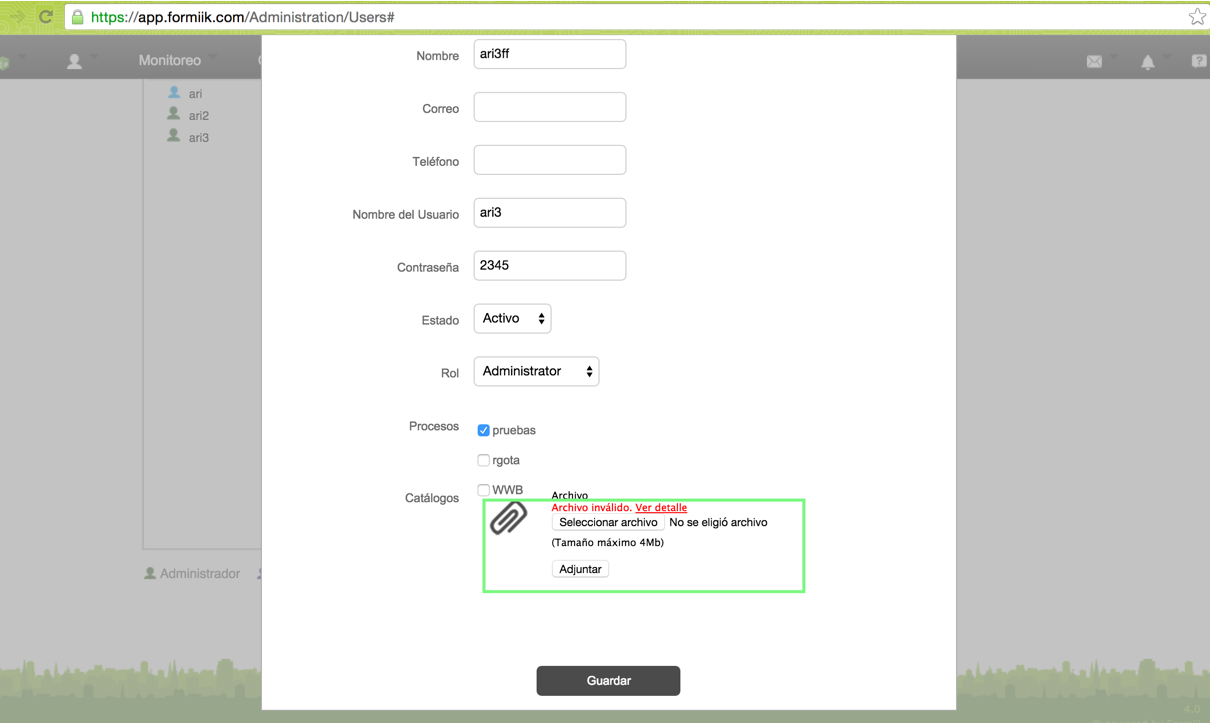 https://app.formiik.com/Administration/Users#
Monitoreo
ari
ari2
ari3
Administrador
Nombre ari3ff
Correo
Teléfono
Nombre del Usuario ari3
Contraseña 2345
Estado Activo
Rol Administrator
Procesos pruebas
rgota
WWB
Catálogos
Archivo
Archivo inválido. Ver detalle
Seleccionar archivo No se eligió archivo
(Tamaño máximo 4Mb)
Adjuntar
Guardar
4.0